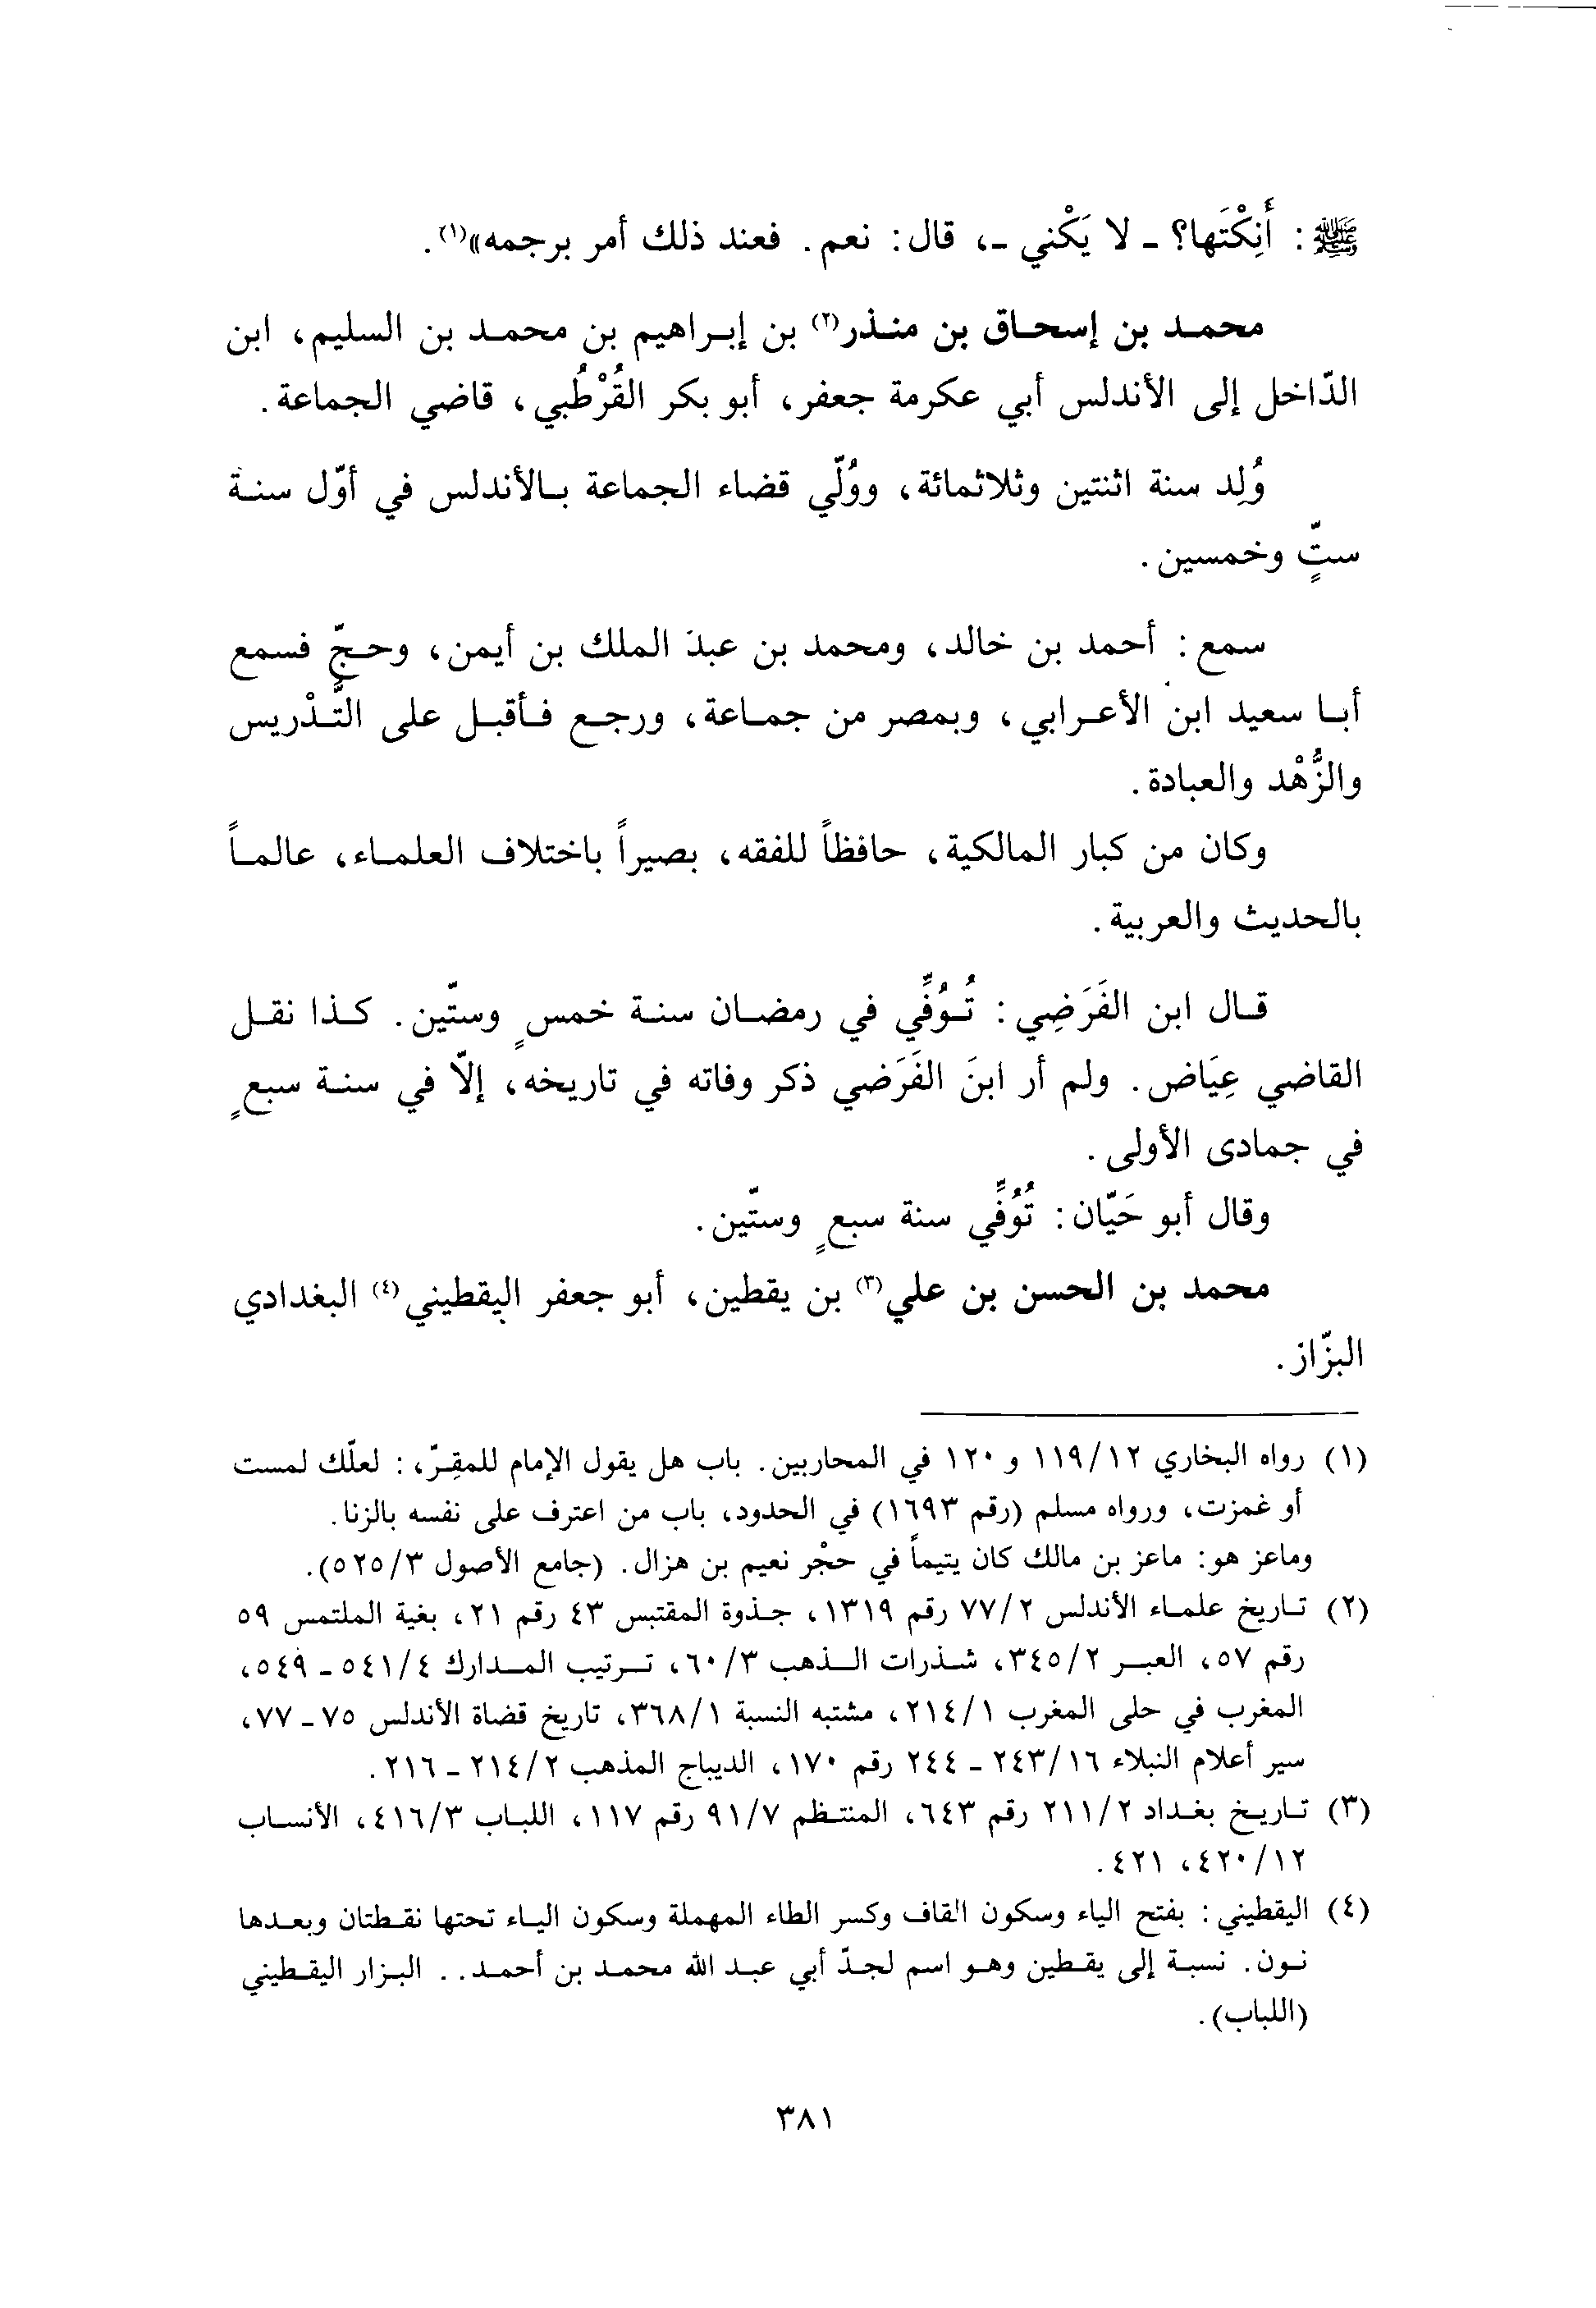 ﷺ: أَنِكْتَها؟ ـ لا يَكْني ـ، قال: نعم. فعند ذلك أمر برجمه»(١).
محمد بن إسحاق بن منذر(٢) بن إبراهيم بن محمد بن السليم، ابن
الدّاخل إلى الأندلس أبي عكرمة جعفر، أبو بكر القُرْطُبي، قاضي الجماعة.
وُلِد سنة اثنتين وثلاثمائة، ووُلّي قضاء الجماعة بالأندلس في أوّل سنة
ستٍّ وخمسين.
سمع: أحمد بن خالد، ومحمد بن عبد الملك بن أيمن، وحجّ فسمع
أبا سعيد ابن الأعرابي، وبمصر من جماعة، ورجع فأقبل على التَّدْريس
والزُّهْد والعبادة.
وكان من كبار المالكية، حافظاً للفقه، بصيراً باختلاف العلماء، عالماً
بالحديث والعربية.
قال ابن الفَرَضِي: تُوُفِّي في رمضان سنة خمسٍ وستّين. كذا نقل
القاضي عِيَاض. ولم أر ابنَ الفَرَضي ذكر وفاته في تاريخه، إلاّ في سنة سبعٍ
في جمادى الأولى.
وقال أبو حَيّان: تُوُفِّي سنة سبعٍ وستّين.
محمد بن الحسن بن علي(٣) بن يقطين، أبو جعفر اليقطيني(٤) البغدادي
البزّاز.
(١) رواه البخاري ١١٩/١٢ و ١٢٠ في المحاربين. باب هل يقول الإمام للمقِرّ،: لعلّك لمست
أو غمزت، ورواه مسلم (رقم ١٦٩٣) في الحدود، باب من اعترف على نفسه بالزنا.
وماعز هو: ماعز بن مالك كان يتيماً في حجْر نعيم بن هزال. (جامع الأصول ٥٢٥/٣).
(٢) تاريخ علماء الأندلس ٧٧/٢ رقم ١٣١٩، جذوة المقتبس ٤٣ رقم ٢١، بغية الملتمس ٥٩
رقم ٥٧، العبر ٣٤٥/٢، شذرات الذهب ٦٠/٣، ترتيب المدارك ٥٤١/٤ ـ ٥٤٩،
المغرب في حلى المغرب ٢١٤/١، مشتبه النسبة ٣٦٨/١، تاريخ قضاة الأندلس ٧٥ ـ ٧٧،
سير أعلام النبلاء ٢٤٣/١٦ ـ ٢٤٤ رقم ١٧٠، الديباج المذهب ٢١٤/٢ ـ ٢١٦.
(٣) تاريخ بغداد ٢١١/٢ رقم ٦٤٣، المنتظم ٩١/٧ رقم ١١٧، اللباب ٤١٦/٣، الأنساب
٤٢٠/١٢، ٤٢١.
(٤) اليقطيني: بفتح الياء وسكون القاف وكسر الطاء المهملة وسكون الياء تحتها نقطتان وبعدها
نون. نسبة إلى يقطين وهو اسم لجدّ أبي عبد الله محمد بن أحمد.. البزار اليقطيني
(اللباب).
٣٨١